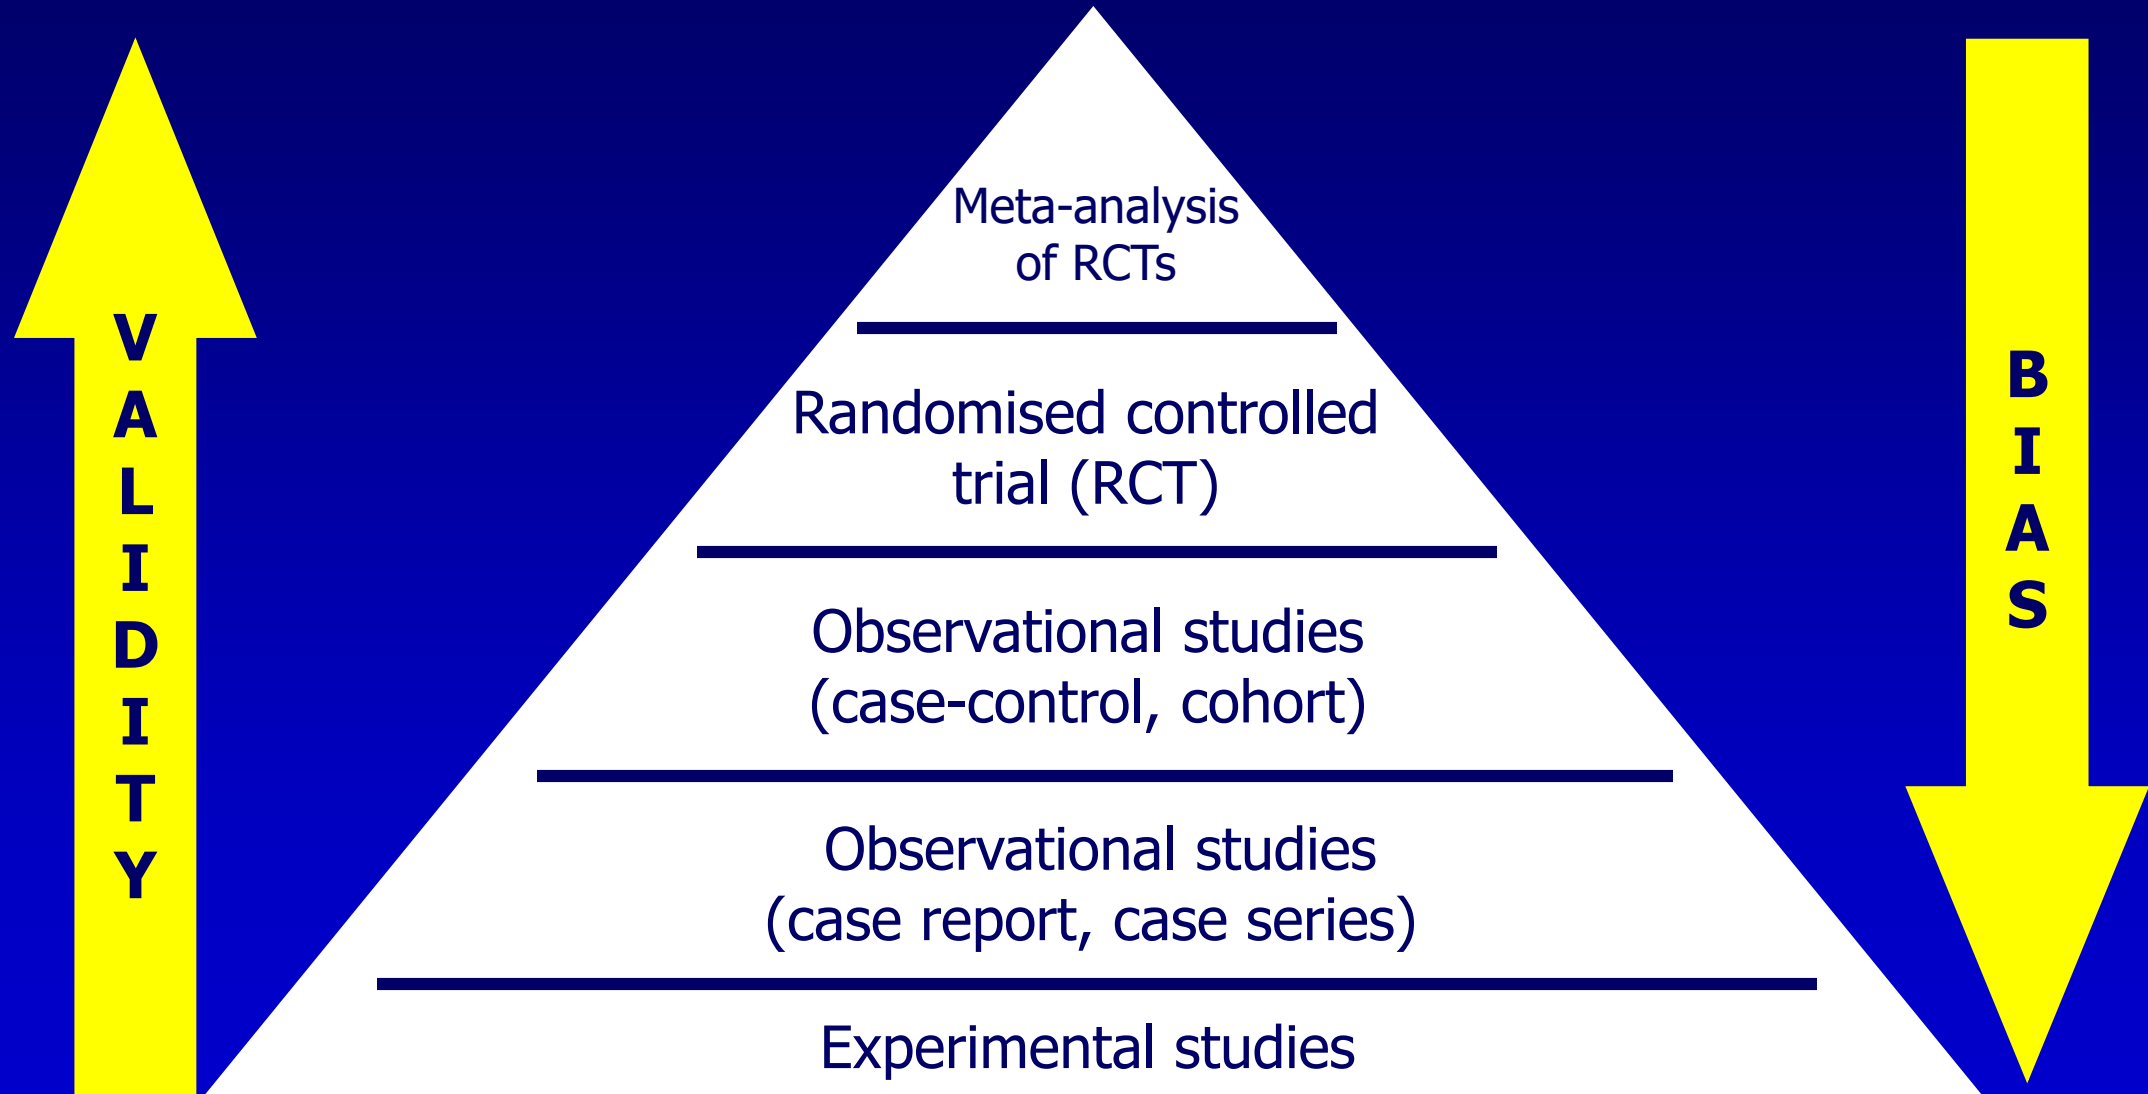 VALIDITY
Meta-analysis
of RCTs
Randomised controlled
trial (RCT)
Observational studies
(case-control, cohort)
Observational studies
(case report, case series)
Experimental studies
BIAS